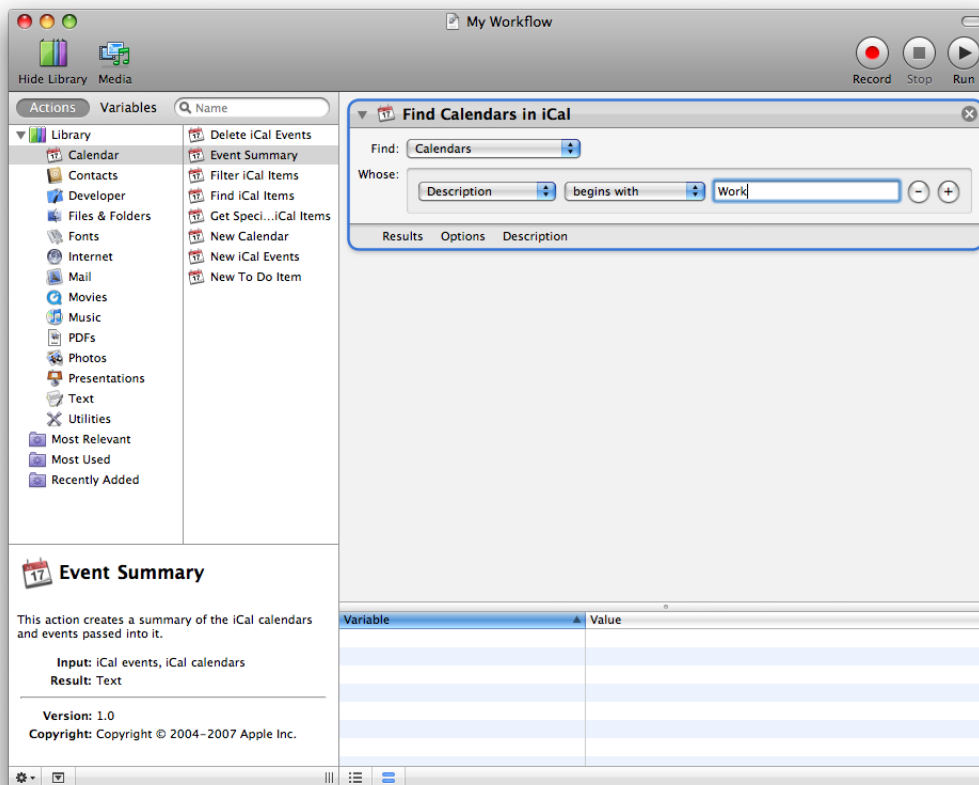 My Workflow
Hide Library Media
Record Stop Run
Actions Variables Name
Library
Calendar
Contacts
Developer
Files & Folders
Fonts
Internet
Mail
Movies
Music
PDFs
Photos
Presentations
Text
Utilities
Most Relevant
Most Used
Recently Added
Delete iCal Events
Event Summary
Filter iCal Items
Find iCal Items
Get Speci...iCal Items
New Calendar
New iCal Events
New To Do Item
Find Calendars in iCal
Find: Calendars
Whose:
Description begins with Work
Results Options Description
17 Event Summary
This action creates a summary of the iCal calendars
and events passed into it.
Input: iCal events, iCal calendars
Result: Text
Version: 1.0
Copyright: Copyright © 2004–2007 Apple Inc.
Variable Value